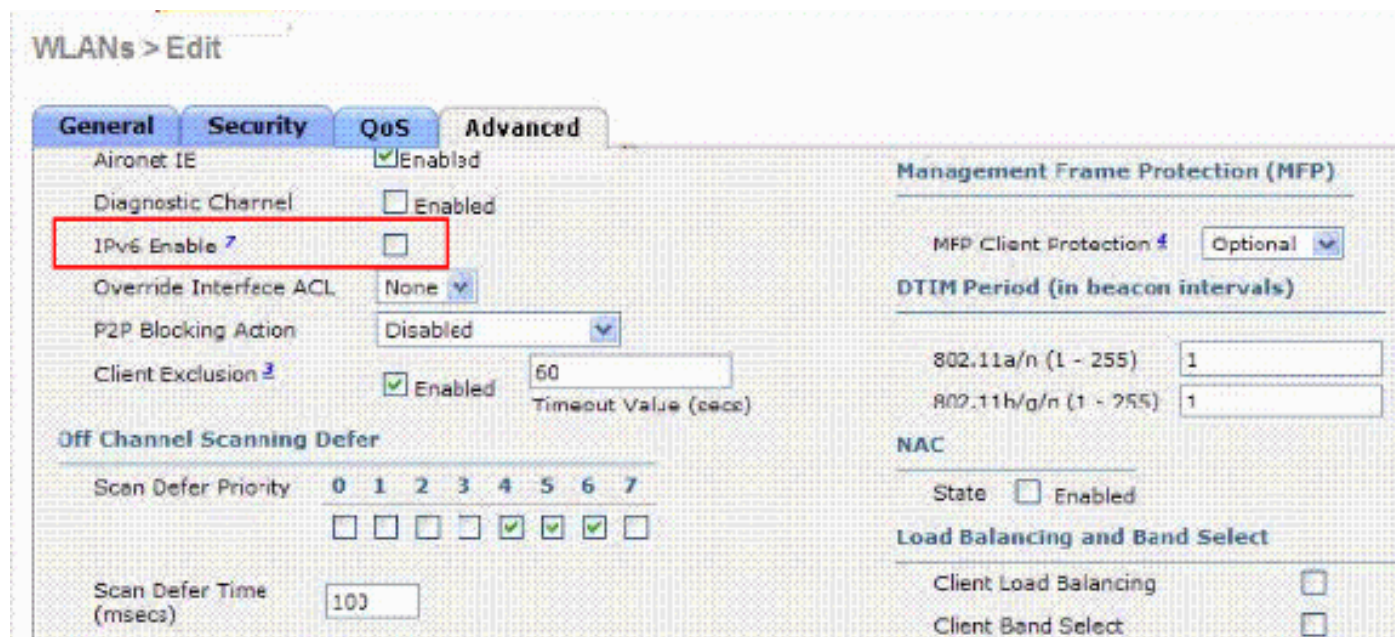 WLANs > Edit
General Security QoS Advanced
Aironet IE Enabled
Diagnostic Channel Enabled
IPv6 Enable 7
Override Interface ACL None
P2P Blocking Action Disabled
Client Exclusion 3 Enabled 60
Timeout Value (secs)
Off Channel Scanning Defer
Scan Defer Priority 0 1 2 3 4 5 6 7
Scan Defer Time
(msecs) 100
Management Frame Protection (MFP)
MFP Client Protection 4 Optional
DTIM Period (in beacon intervals)
802.11a/n (1 - 255) 1
802.11b/g/n (1 - 255) 1
NAC
State Enabled
Load Balancing and Band Select
Client Load Balancing
Client Band Select